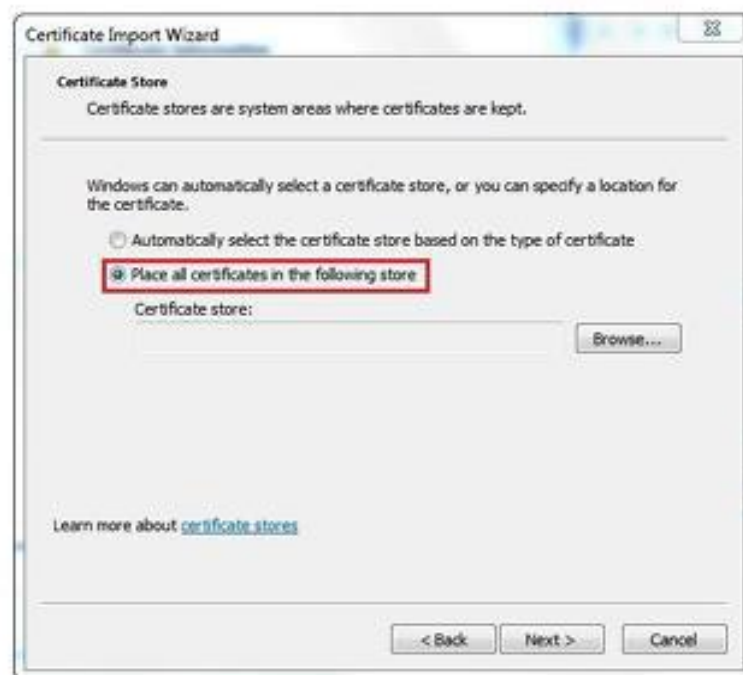 Certificate Import Wizard
Certificate Store
Certificate stores are system areas where certificates are kept.
Windows can automatically select a certificate store, or you can specify a location for
the certificate.
Automatically select the certificate store based on the type of certificate
Place all certificates in the following store
Certificate store:
Browse...
Learn more about certificate stores
< Back
Next >
Cancel